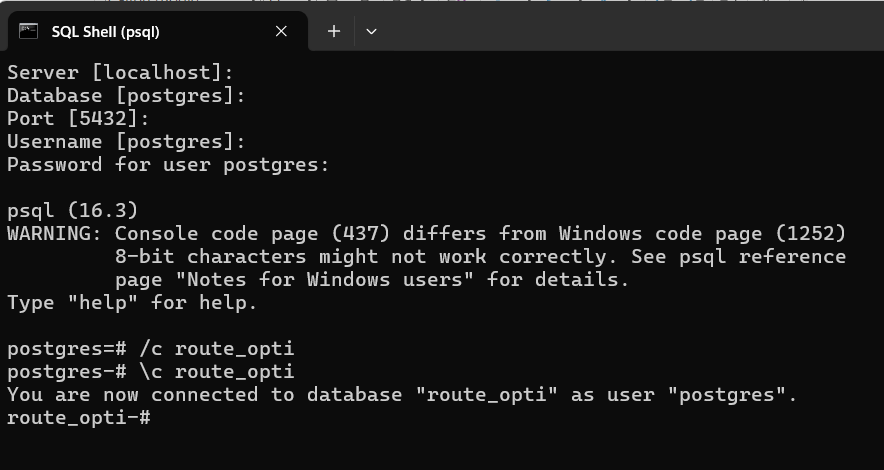 SQL Shell (psql)
Server [localhost]:
Database [postgres]:
Port [5432]:
Username [postgres]:
Password for user postgres:
psql (16.3)
WARNING: Console code page (437) differs from Windows code page (1252)
8-bit characters might not work correctly. See psql reference
page "Notes for Windows users" for details.
Type "help" for help.
postgres=# /c route_opti
postgres-# \c route_opti
You are now connected to database "route_opti" as user "postgres".
route_opti-#